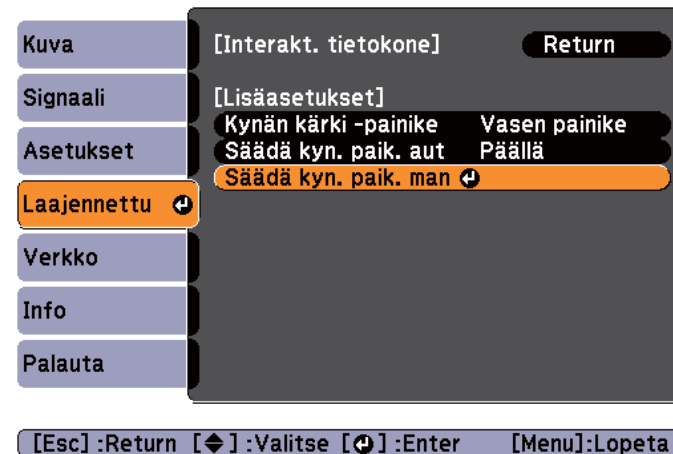 Kuva
Signaali
Asetukset
Laajennettu
Verkko
Info
Palauta
[Interakt. tietokone] Return
[Lisäasetukset]
Kynän kärki -painike Vasen painike
Säädä kyn. paik. aut Päällä
Säädä kyn. paik. man
[Esc] :Return [ ] :Valitse [ ] :Enter [Menu]:Lopeta